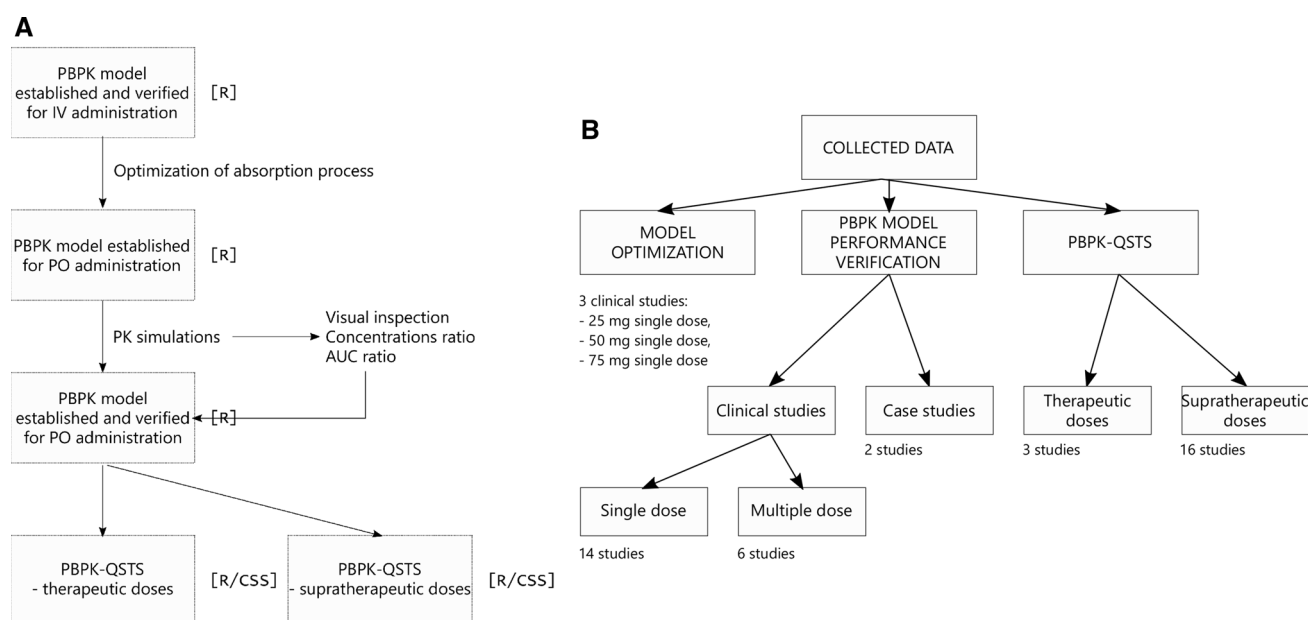 A
PBPK model
established and verified
for IV administration
[R]
Optimization of absorption process
PBPK model established
for PO administration
[R]
PK simulations
Visual inspection
Concentrations ratio
AUC ratio
PBPK model
established and verified
for PO administration
[R]
PBPK-QSTS
- therapeutic doses
[R/CSS]
PBPK-QSTS
- supratherapeutic doses
[R/CSS]
B
COLLECTED DATA
MODEL
OPTIMIZATION
PBPK MODEL
PERFORMANCE
VERIFICATION
PBPK-QSTS
3 clinical studies:
- 25 mg single dose,
- 50 mg single dose,
- 75 mg single dose
Clinical studies
Case studies
2 studies
Therapeutic
doses
3 studies
Supratherapeutic
doses
16 studies
Single dose
14 studies
Multiple dose
6 studies